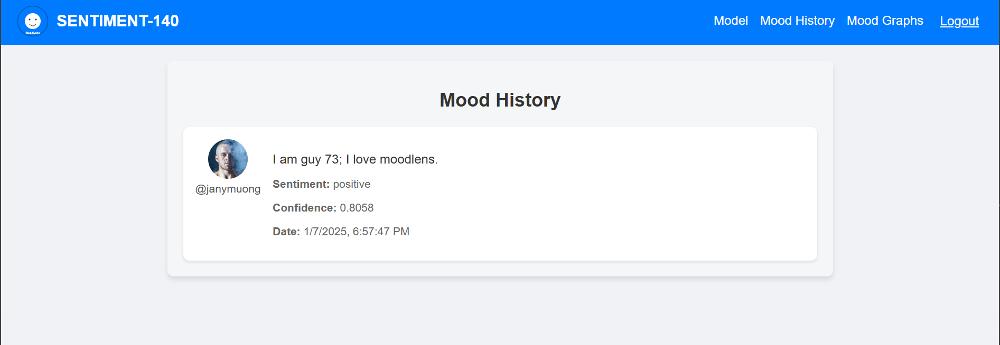 MoodLens
SENTIMENT-140
Model
Mood History
Mood Graphs
Logout
Mood History
@janymuong
I am guy 73; I love moodlens.
Sentiment: positive
Confidence: 0.8058
Date: 1/7/2025, 6:57:47 PM